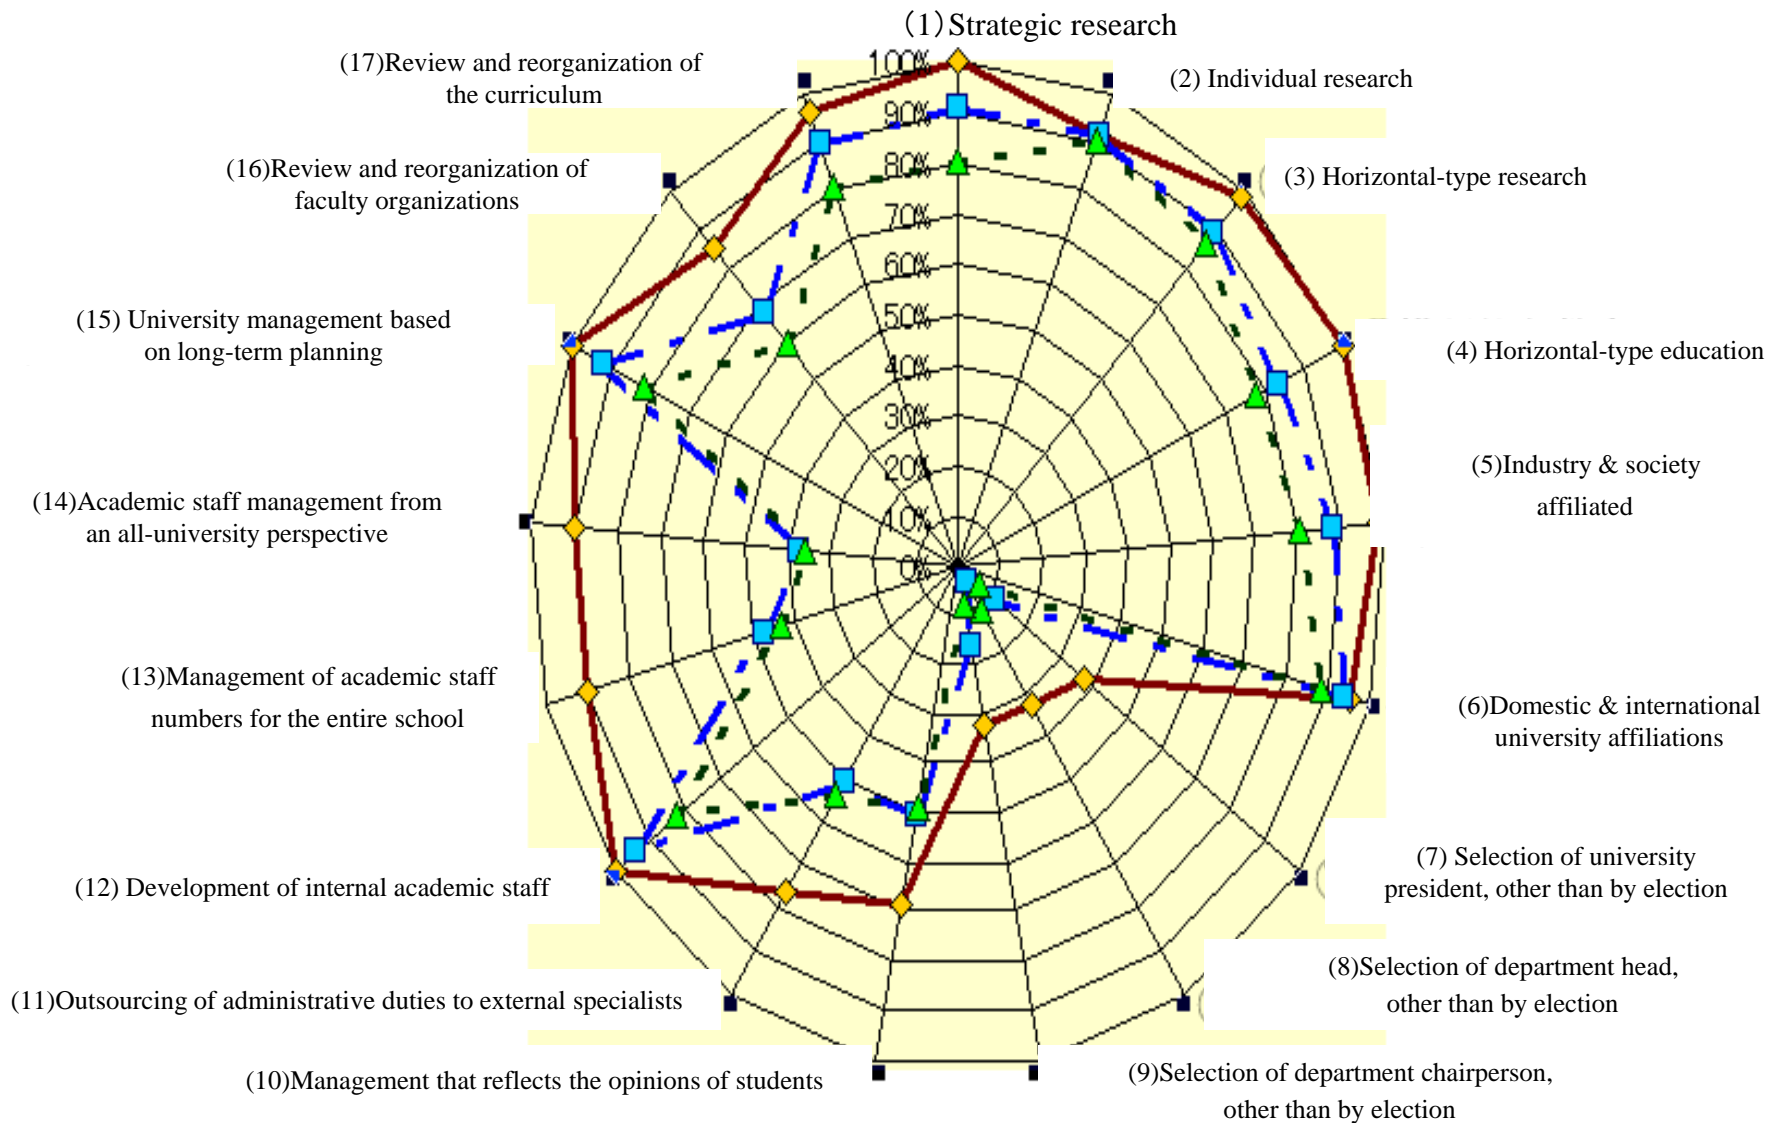 (1)Strategic research
(17)Review and reorganization of
the curriculum
(2) Individual research
(16)Review and reorganization of
faculty organizations
(3) Horizontal-type research
(15) University management based
on long-term planning
(4) Horizontal-type education
(14)Academic staff management from
an all-university perspective
(5)Industry & society
affiliated
(13)Management of academic staff
numbers for the entire school
(6)Domestic & international
university affiliations
(12) Development of internal academic staff
(7) Selection of university
president, other than by election
(11)Outsourcing of administrative duties to external specialists
(8)Selection of department head,
other than by election
(10)Management that reflects the opinions of students
(9)Selection of department chairperson,
other than by election
100%
90%
80%
70%
60%
50%
40%
30%
20%
10%
0%